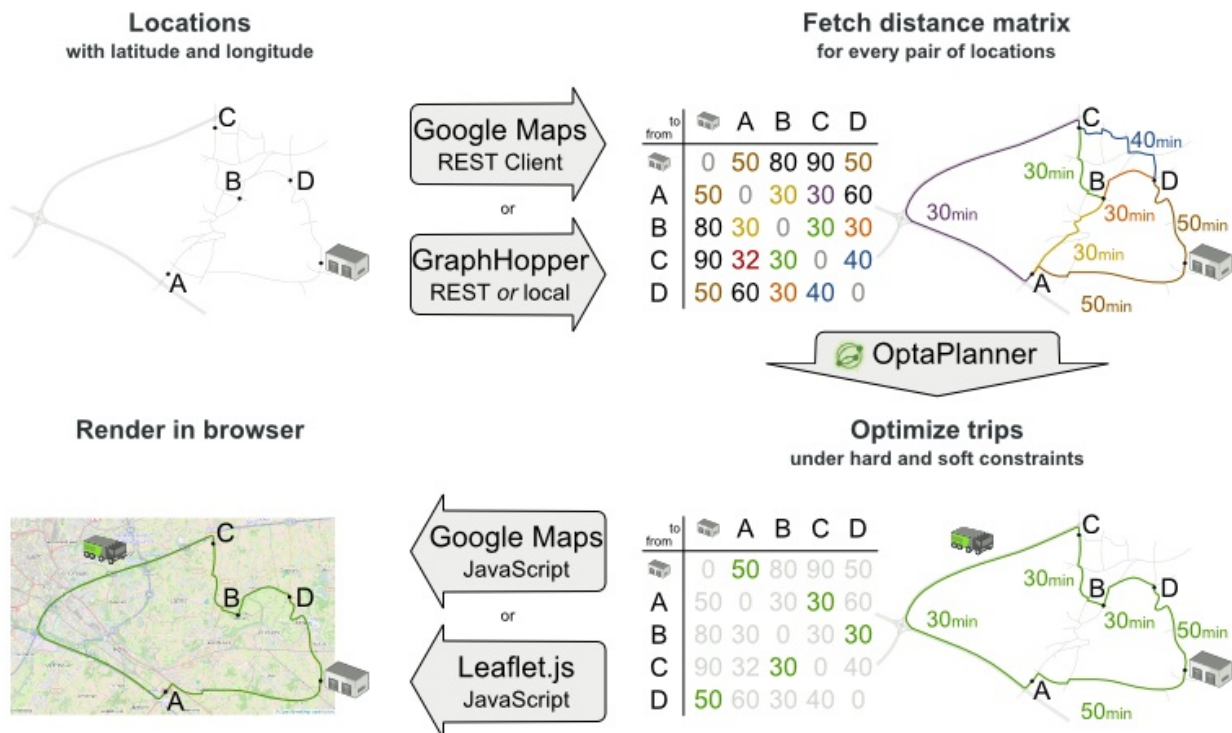 Locations
with latitude and longitude
C
B
D
A
Google Maps
REST Client
or
GraphHopper
REST or local
Fetch distance matrix
for every pair of locations
to
from
A B C D
0 50 80 90 50
A 50 0 30 30 60
B 80 30 0 30 30
C 90 32 30 0 40
D 50 60 30 40 0
C
40min
30min
B
D
30min
30min
50min
30min
A
50min
OptaPlanner
Optimize trips
under hard and soft constraints
to
from
A B C D
0 50 80 90 50
A 50 0 30 30 60
B 80 30 0 30 30
C 90 32 30 0 40
D 50 60 30 40 0
C
30min
B
D
30min
30min
50min
A
50min
Google Maps
JavaScript
or
Leaflet.js
JavaScript
Render in browser
C
B
D
A